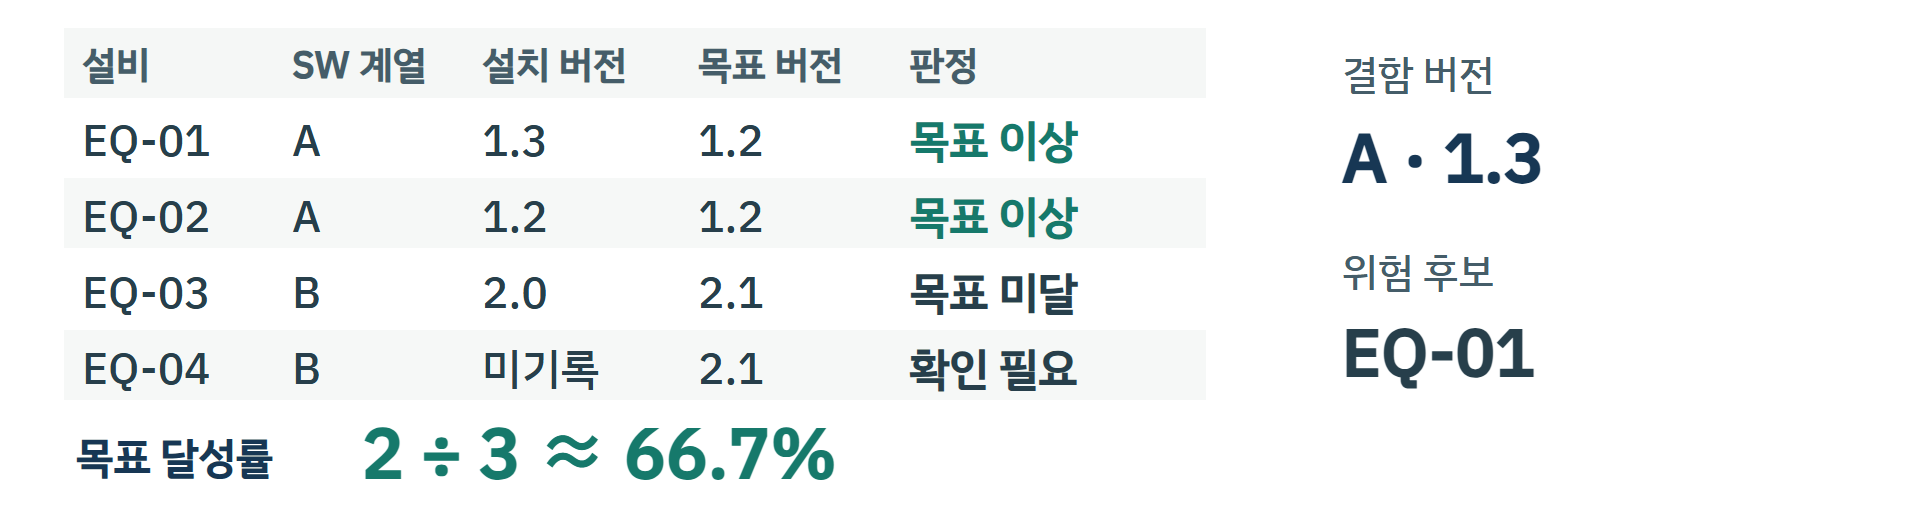 설비 SW 계열 설치 버전 목표 버전 판정
EQ-01 A 1.3 1.2 목표 이상
EQ-02 A 1.2 1.2 목표 이상
EQ-03 B 2.0 2.1 목표 미달
EQ-04 B 미기록 2.1 확인 필요
목표 달성률 2 ÷ 3 ≈ 66.7%
결함 버전
A · 1.3
위험 후보
EQ-01